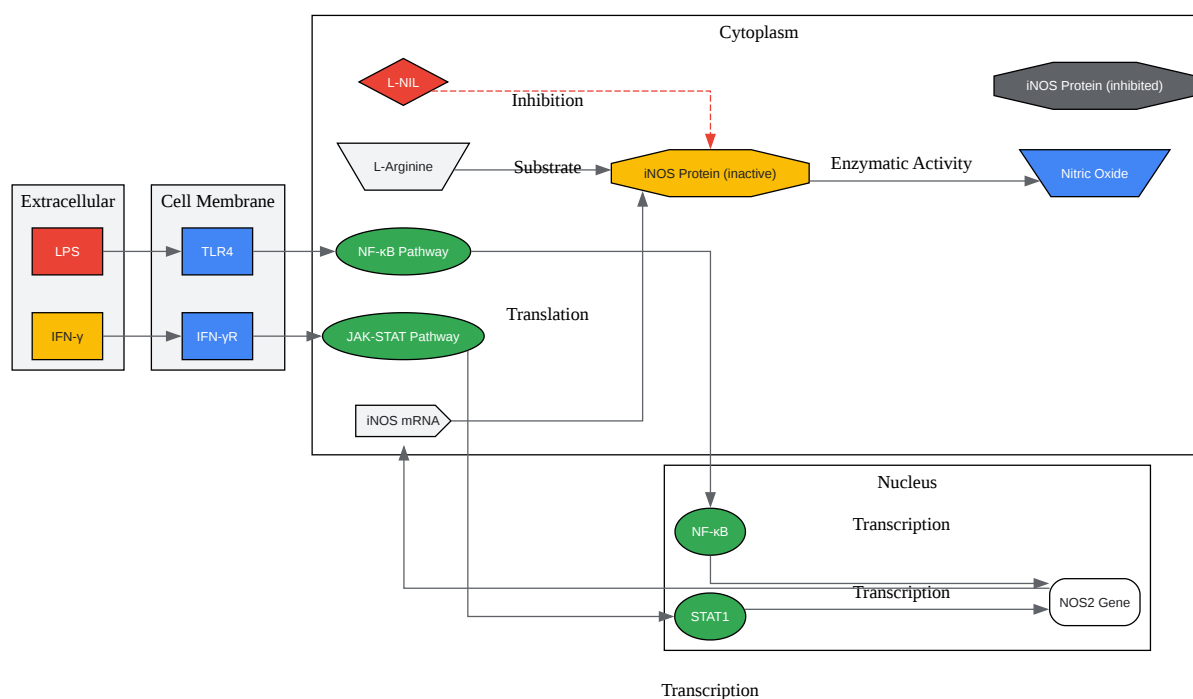 Cytoplasm
L-NIL
iNOS Protein (inhibited)
Inhibition
L-Arginine
Substrate
iNOS Protein (inactive)
Enzymatic Activity
Nitric Oxide
Extracellular
Cell Membrane
LPS
TLR4
NF-κB Pathway
Translation
IFN-γ
IFN-γR
JAK-STAT Pathway
iNOS mRNA
Nucleus
NF-κB
Transcription
Transcription
NOS2 Gene
STAT1
Transcription